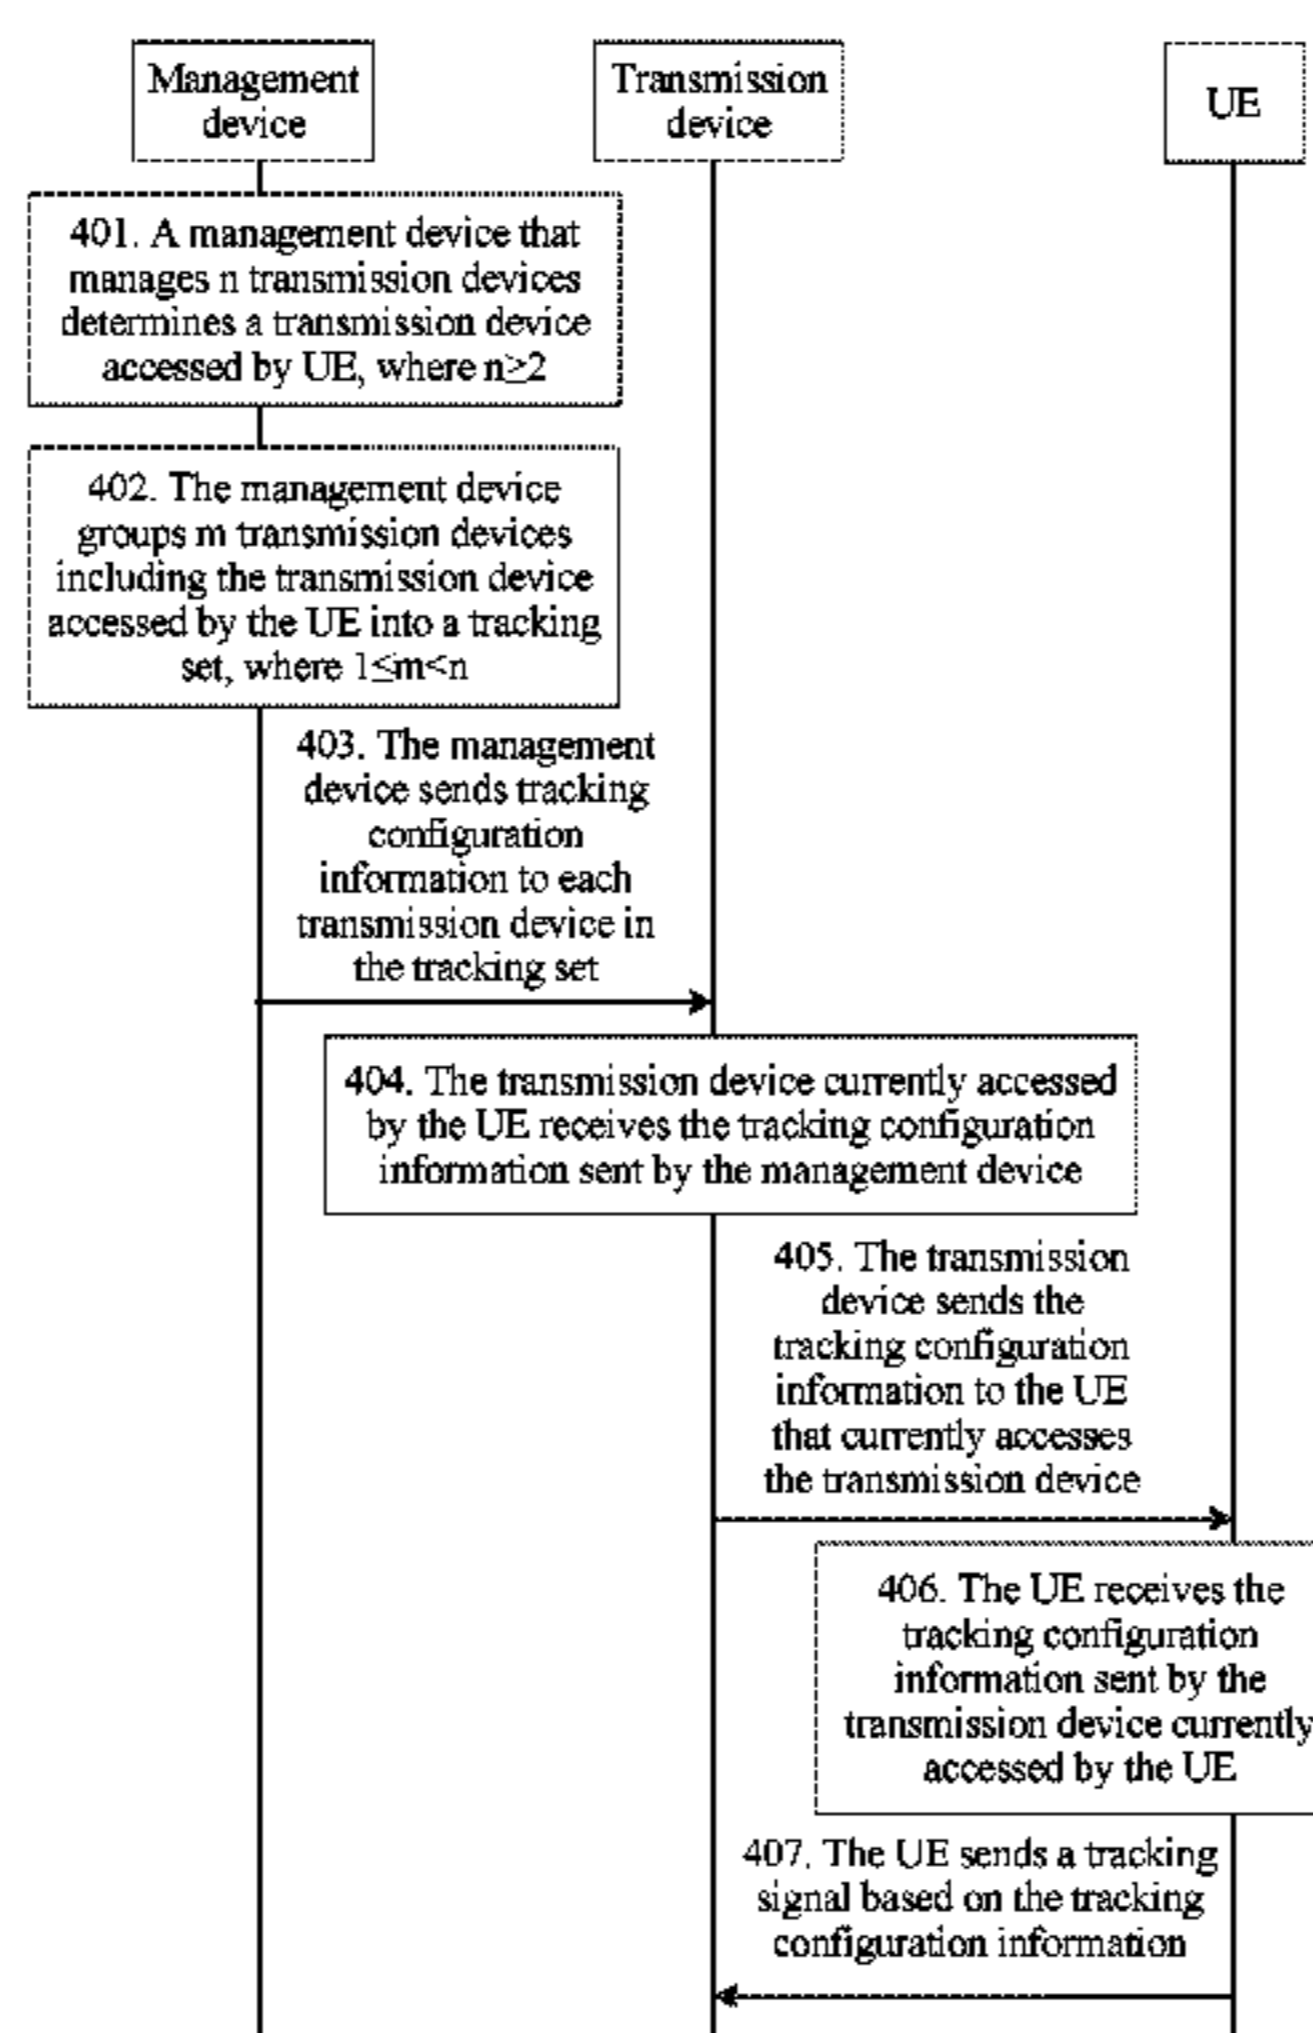 Management
device
Transmission
device
UE
401. A management device that
manages n transmission devices
determines a transmission device
accessed by UE, where n≥2
402. The management device
groups m transmission devices
including the transmission device
accessed by the UE into a tracking
set, where 1≤m<n
403. The management
device sends tracking
configuration
information to each
transmission device in
the tracking set
404. The transmission device currently accessed
by the UE receives the tracking configuration
information sent by the management device
405. The transmission
device sends the
tracking configuration
information to the UE
that currently accesses
the transmission device
406. The UE receives the
tracking configuration
information sent by the
transmission device currently
accessed by the UE
407. The UE sends a tracking
signal based on the tracking
configuration information